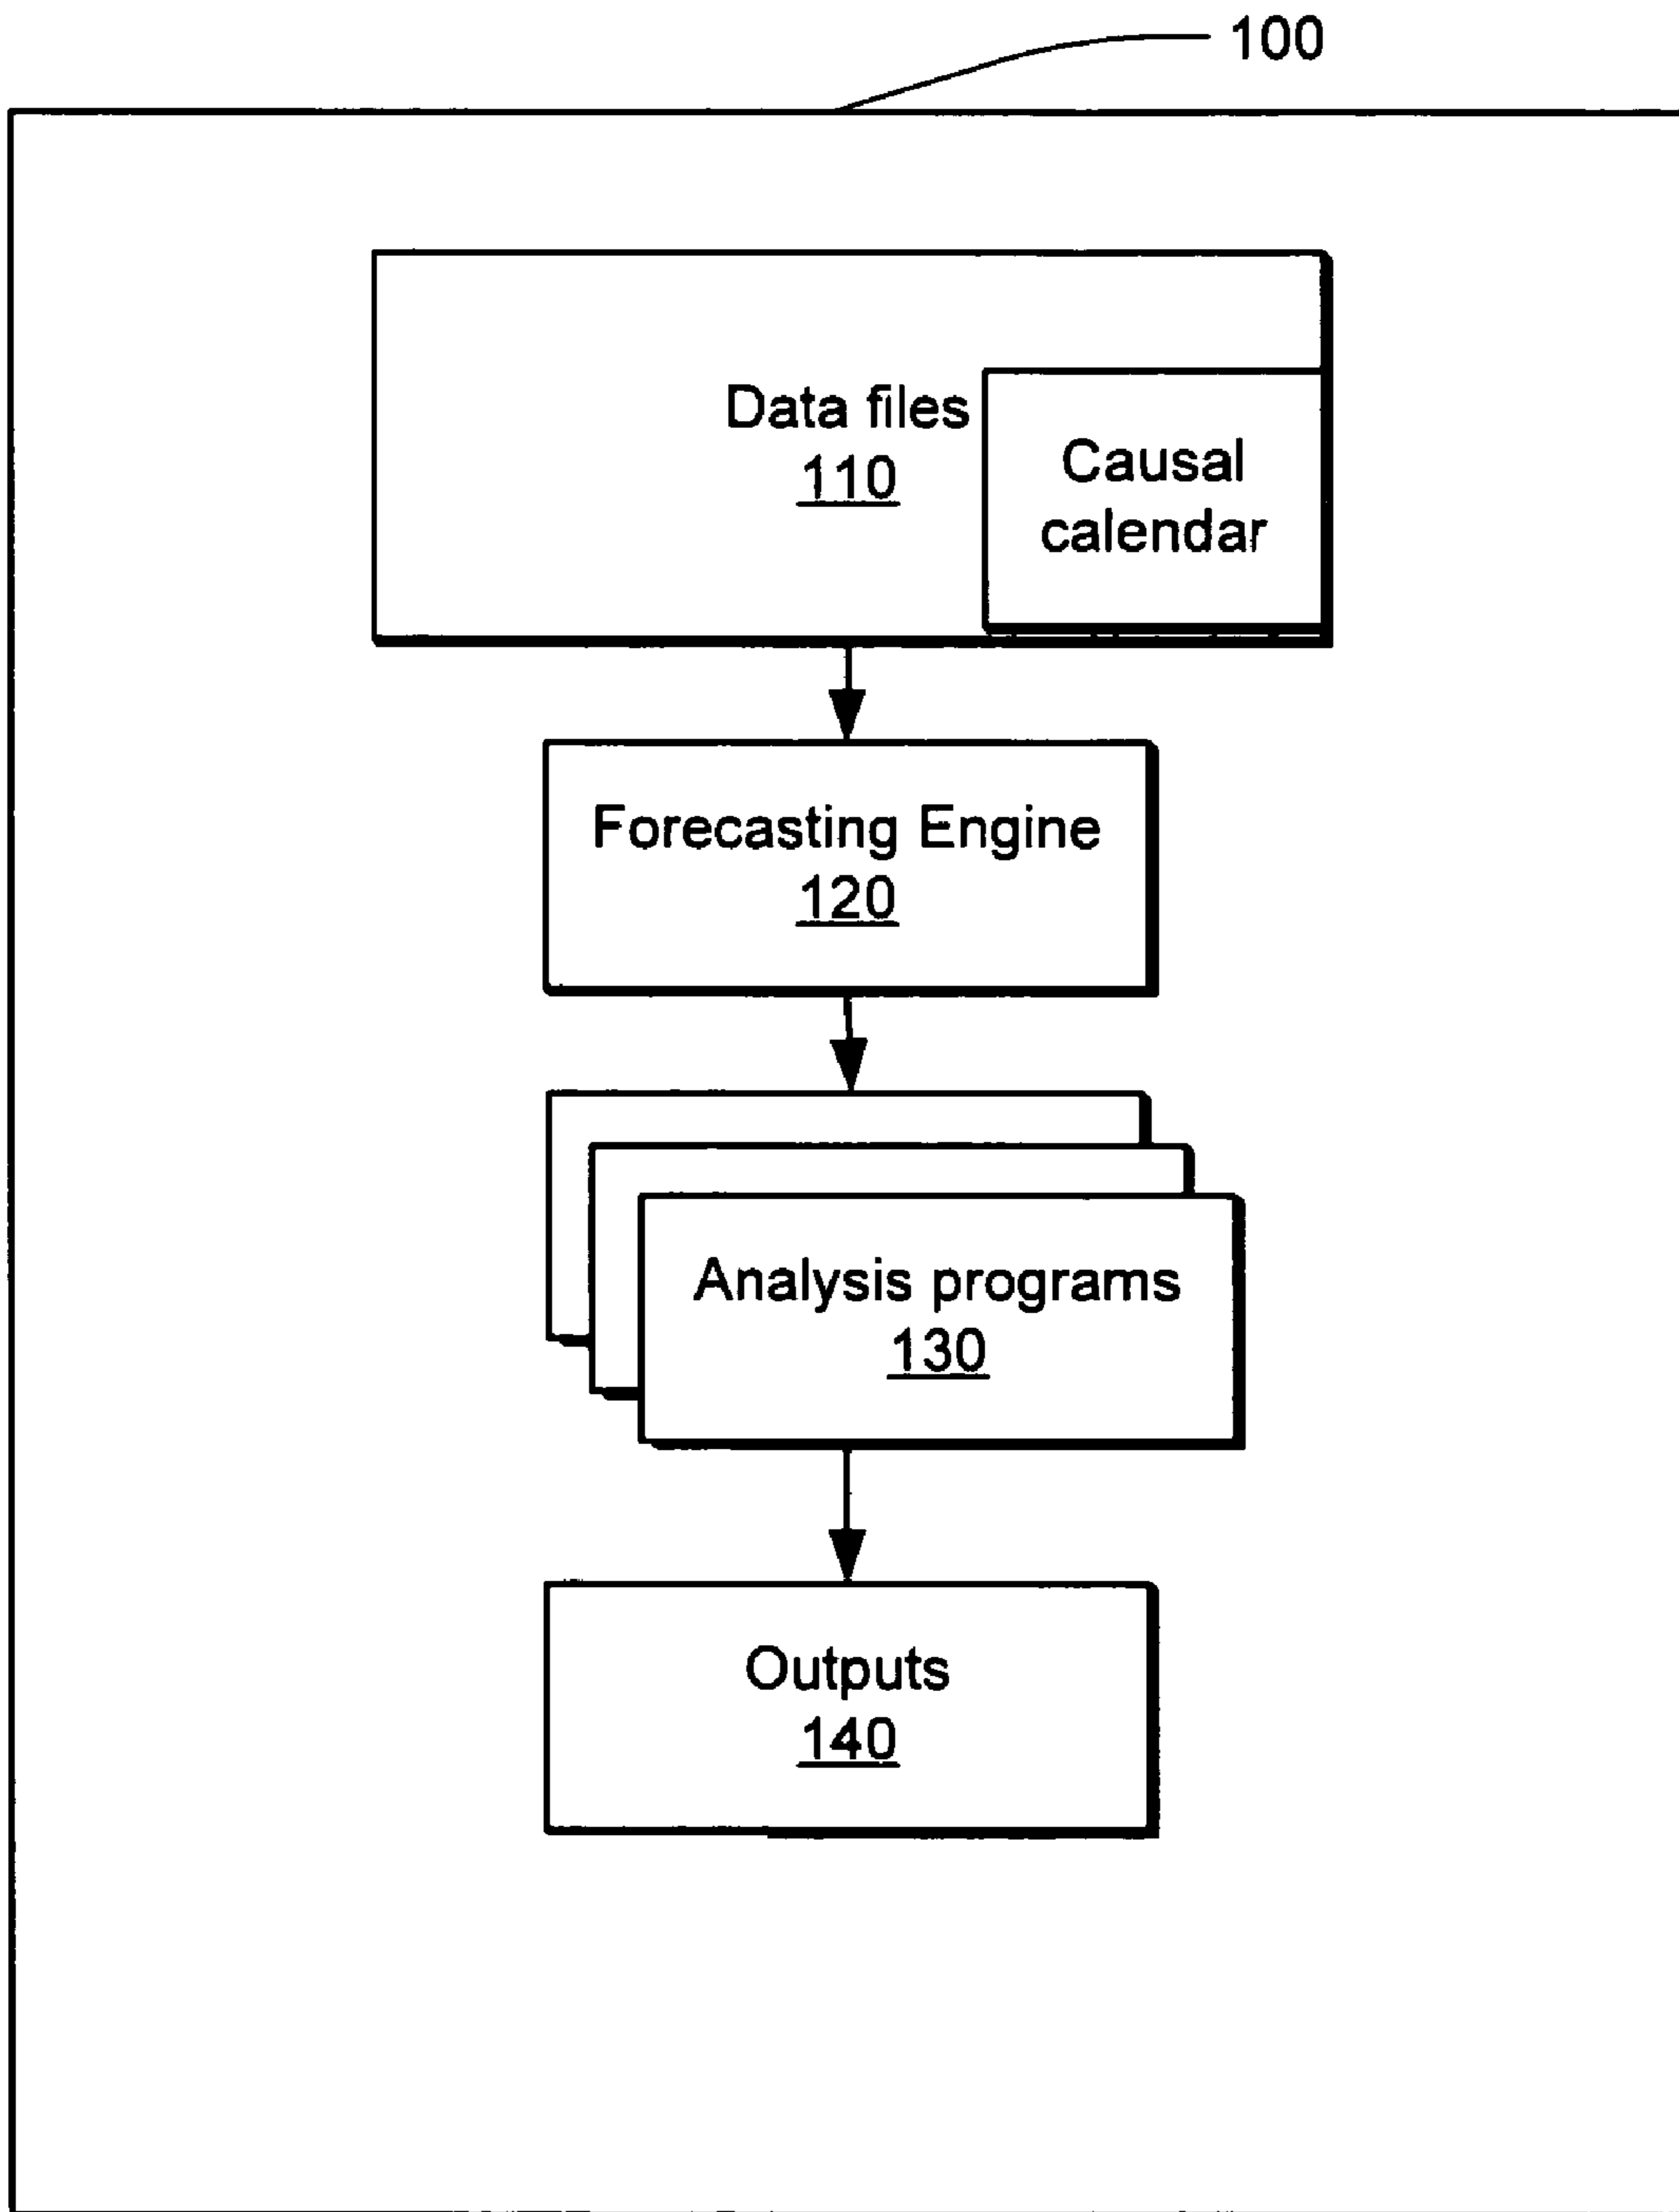 100
Data files
110
Causal
calendar
Forecasting Engine
120
Analysis programs
130
Outputs
140